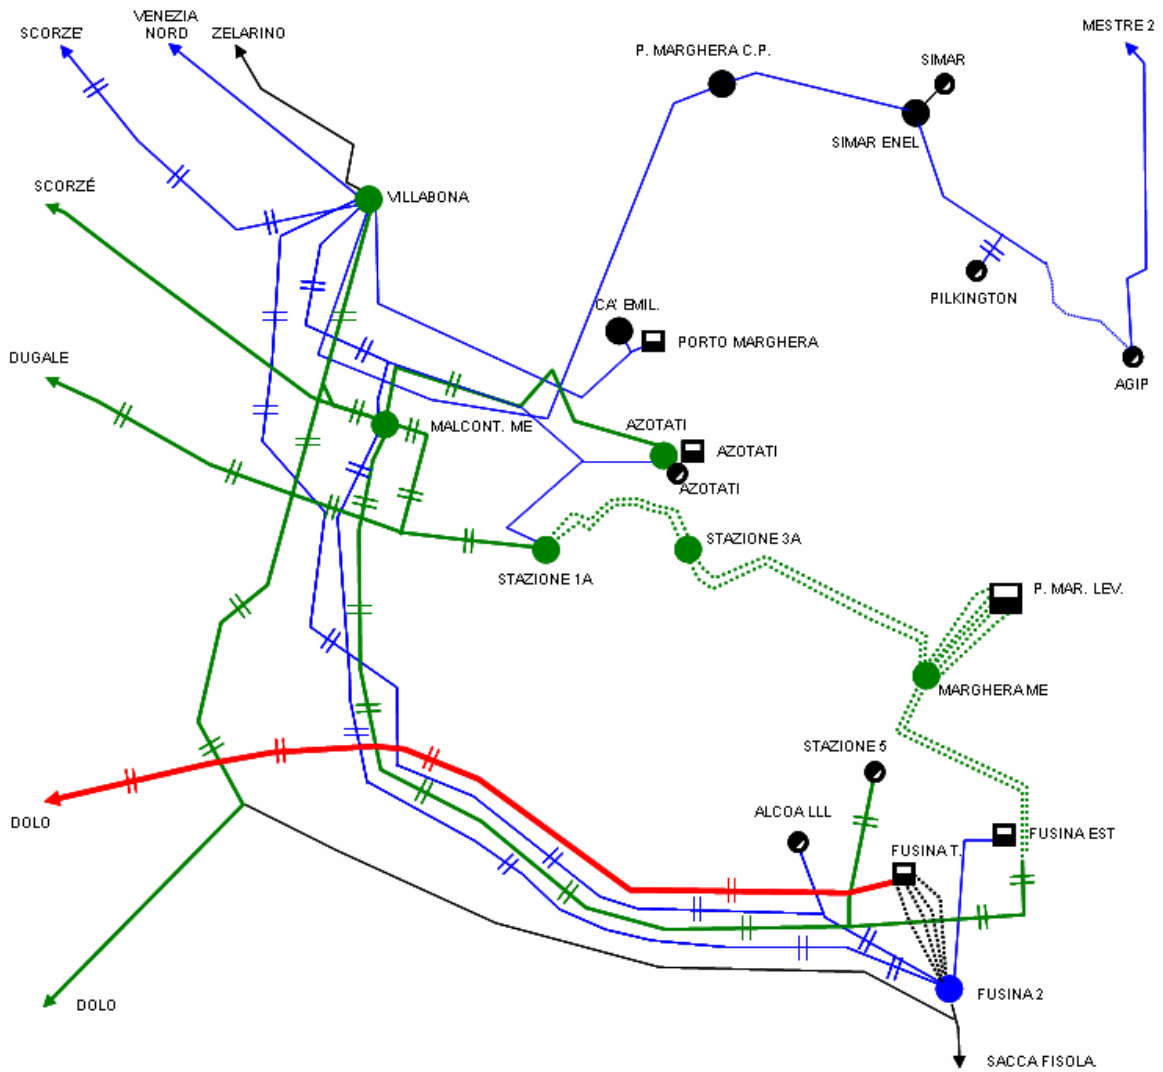 VENEZIA
NORD
SCORZE'
ZELARINO
MESTRE 2
P. MARGHERA C.P.
SIMAR
SIMAR ENEL
SCORZÉ
VILLABONA
PILKINGTON
CA' EMIL.
PORTO MARGHERA
DUGALE
AGIP
MALCONT. ME
AZOTATI
AZOTATI
AZOTATI
STAZIONE 3A
STAZIONE 1A
P. MAR. LEV.
MARGHERA ME
STAZIONE 5
ALCOA LLL
DOLO
FUSINA EST
FUSINA T.
FUSINA 2
DOLO
SACCA FISOLA.